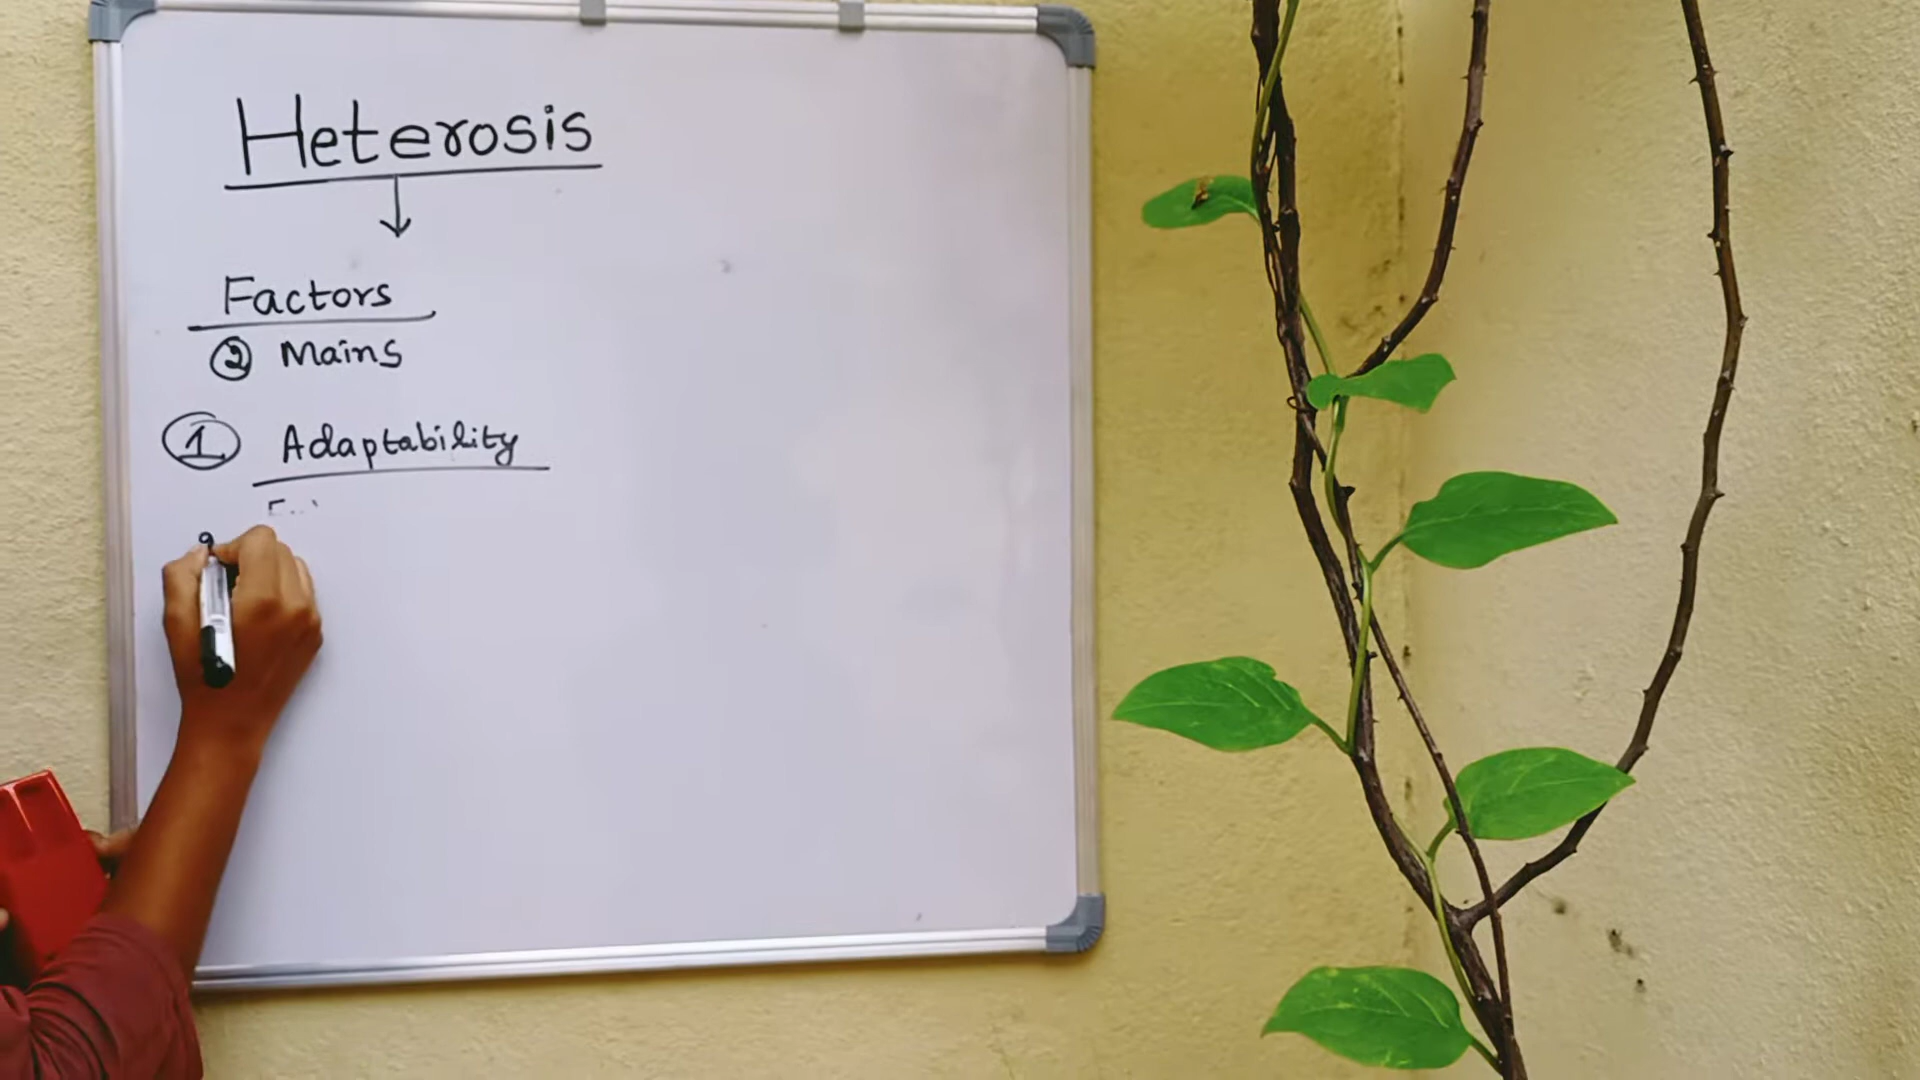 Heterosis
Factors
② Mains
① Adaptability